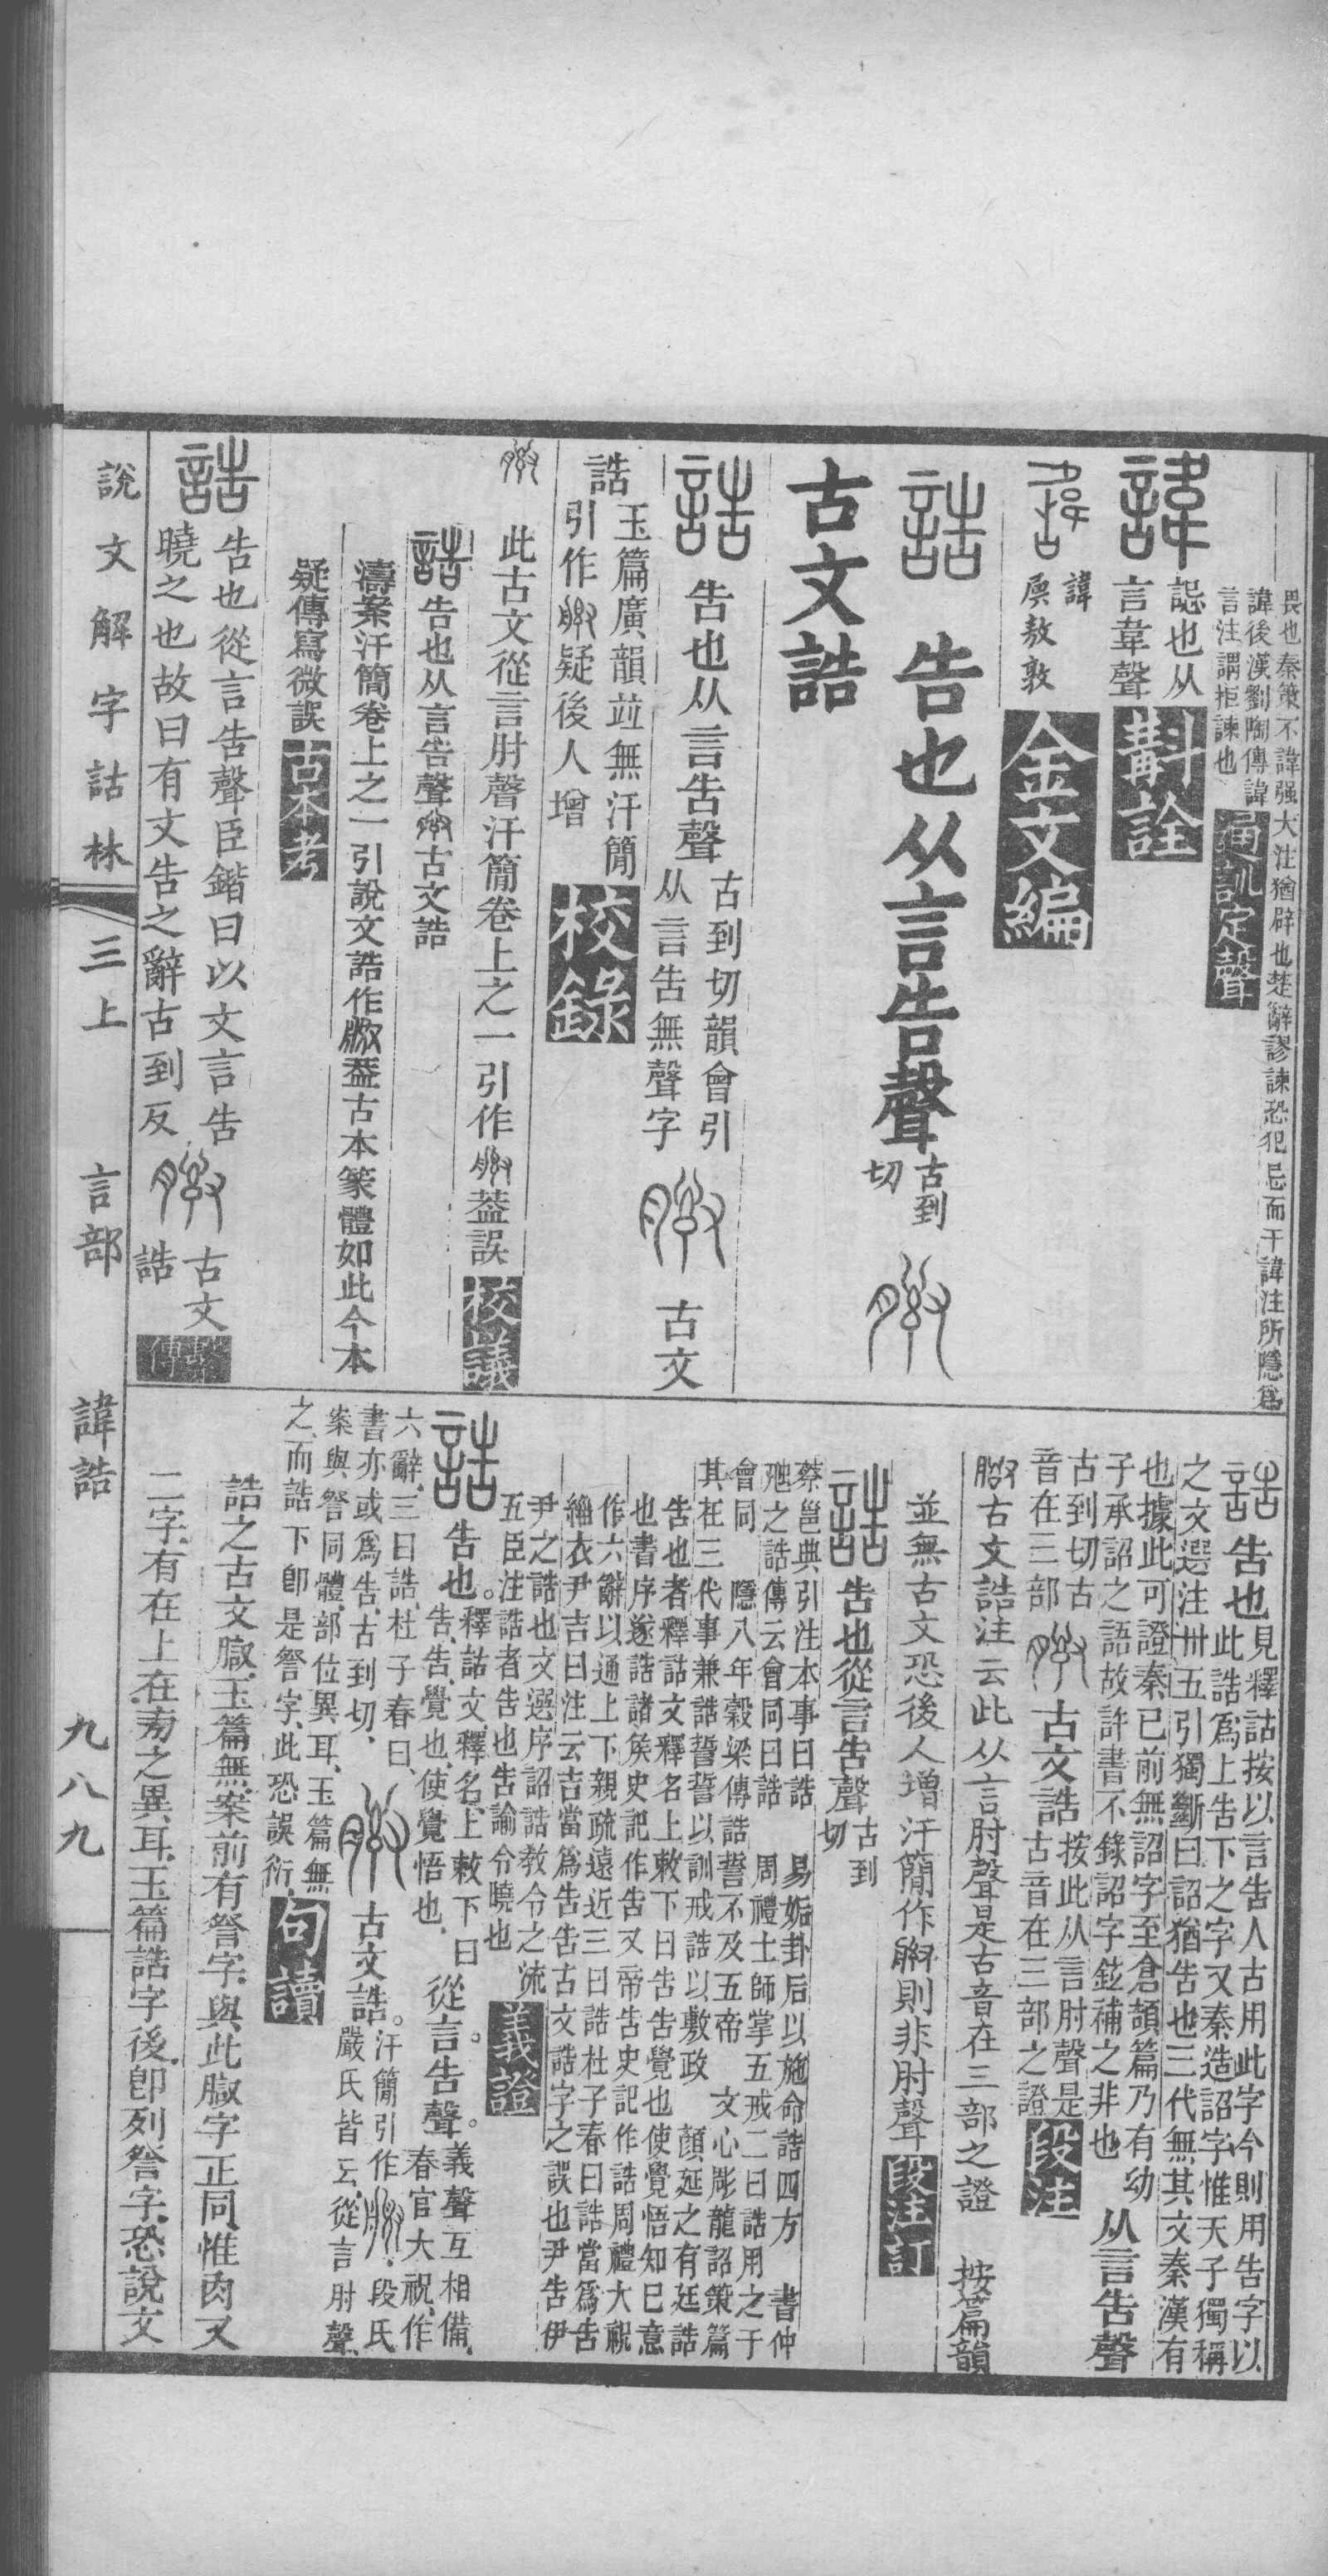 畏也秦策不諱强大注猶辟也楚辭謬諫恐犯忌而干諱注所隱爲
諱後漢劉陶傳諱
言注謂拒諫也
通訓定聲
諱
誋也从
言韋聲
斠詮
諱
㞟敖敦
金文編
誥 告也从言告聲
古到
切
古文誥
誥 告也从言告聲
古到切韻會引
从言告無聲字
古文
誥
玉篇廣韻竝無汗簡
引作 疑後人增
校錄
此古文從言肘聲汗簡卷上之一引作 葢誤
校議
誥告也从言告聲 古文誥
濤案汗簡卷上之一引說文誥作 葢古本篆體如此今本
疑傳寫微誤
古本考
誥
告也從言告聲臣鍇曰以文言告
曉之也故曰有文告之辭古到反
古文
誥
繫傳
誥告也
見釋詁按以言告人古用此字今則用告字以
此誥爲上告下之字又秦造詔字惟天子獨稱
之文選注卅五引獨斷曰詔猶告也三代無其文秦漢有
也據此可證秦已前無詔字至倉頡篇乃有幼
子承詔之語故許書不錄詔字鉉補之非也
从言告聲
古到切古
音在三部
古文誥
按此从言肘聲是
古音在三部之證
段注
古文誥注云此从言肘聲是古音在三部之證 按篇韻
並無古文恐後人增汗簡作 則非肘聲
段注訂
誥告也從言告聲
古到
切
易姤卦后以施命誥四方 書仲
虺之誥傳云會同曰誥 周禮士師掌五戒二曰誥用之于
蔡邕典引注本事曰誥
會同 隱八年穀梁傳誥誓不及五帝 文心彫龍詔策篇
其在三代事兼誥誓誓以訓戒誥以敷政 顏延之有廷誥
告也者釋詁文釋名上敕下曰告告覺也使覺悟知巳意
也書序遂誥諸矦史記作告又帝告史記作誥周禮大祝
作六辭以通上下親疏遠近三曰誥杜子春曰誥當爲告
緇衣尹吉曰注云吉當爲告告古文誥字之誤也尹告伊
尹之誥也文選序詔誥教令之流
五臣注誥者告也告諭令曉也
義證
誥告也。
釋詁文、釋名、上敕下曰
告、告、覺也、使覺悟也、
從言。告聲。
義聲互相備、
春官大祝、作
六辭、三曰誥、杜子春曰、
書亦或爲告、古到切、
古文誥。
汗簡引作 、段氏
嚴氏皆云、從言肘聲、
案與䛑同體、部位異耳、玉篇無
之、而誥下卽是䛑字、此恐誤衍、
句讀
誥之古文 、玉篇無、案前有䛑字、與此 字正同、惟肉又
二字、有在上在旁之異耳、玉篇誥字後、卽列䛑字、恐說文
說文解字詁林 三上 言部 諱誥 九八九